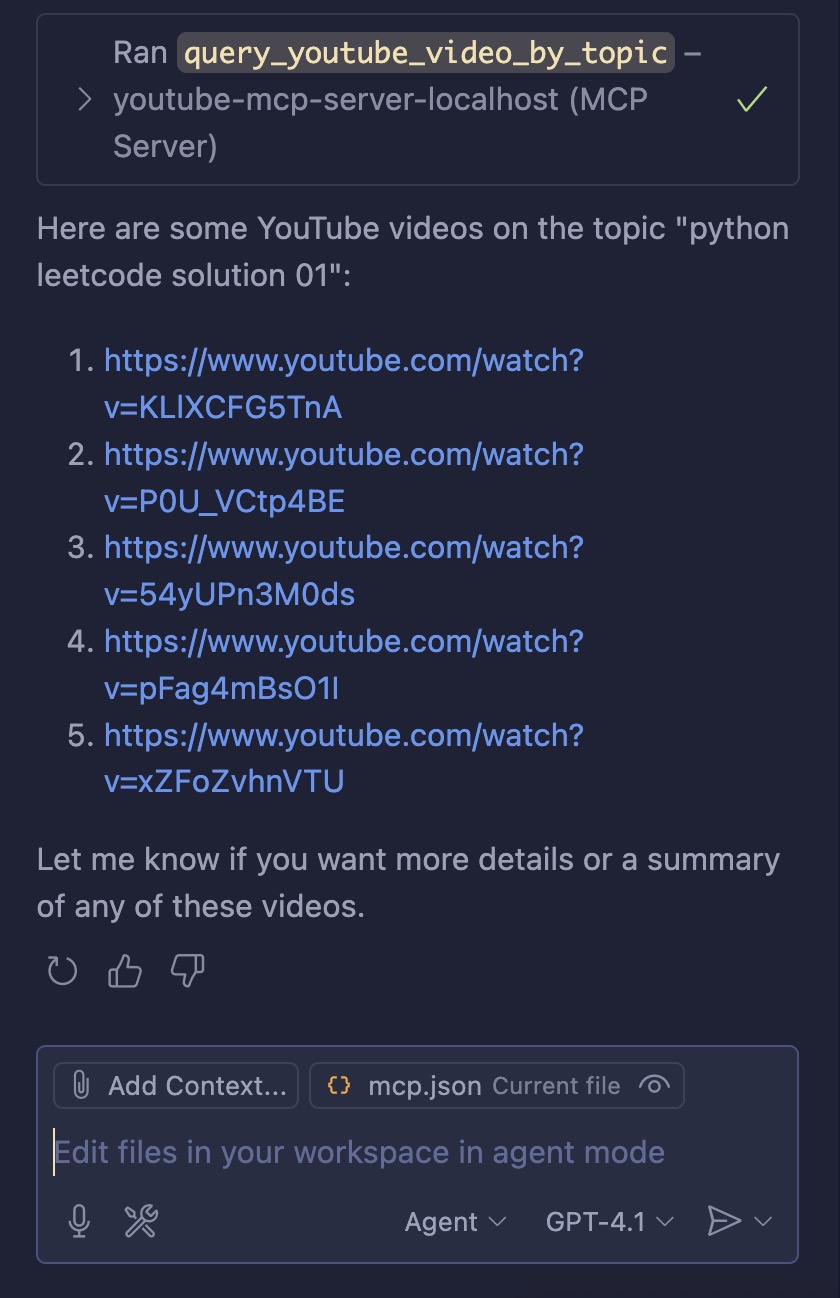 Ran query_youtube_video_by_topic –
youtube-mcp-server-localhost (MCP
Server)
Here are some YouTube videos on the topic "python
leetcode solution 01":
1. https://www.youtube.com/watch?
v=KLlXCFG5TnA
2. https://www.youtube.com/watch?
v=P0U_VCtp4BE
3. https://www.youtube.com/watch?
v=54yUPn3M0ds
4. https://www.youtube.com/watch?
v=pFag4mBsO1I
5. https://www.youtube.com/watch?
v=xZFoZvhnVTU
Let me know if you want more details or a summary
of any of these videos.
Add Context...
{} mcp.json Current file
Edit files in your workspace in agent mode
Agent
GPT-4.1